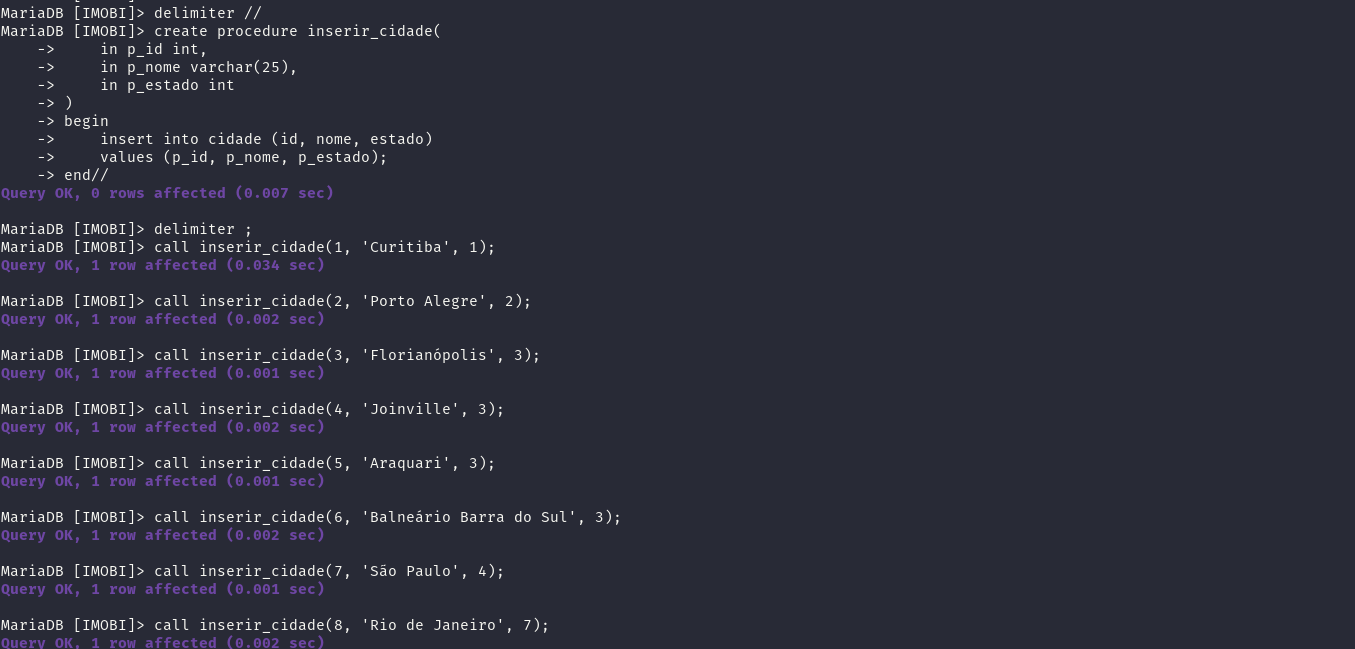 MariaDB [IMOBI]> delimiter //
MariaDB [IMOBI]> create procedure inserir_cidade(
    ->     in p_id int,
    ->     in p_nome varchar(25),
    ->     in p_estado int
    -> )
    -> begin
    ->     insert into cidade (id, nome, estado)
    ->     values (p_id, p_nome, p_estado);
    -> end//
Query OK, 0 rows affected (0.007 sec)
MariaDB [IMOBI]> delimiter ;
MariaDB [IMOBI]> call inserir_cidade(1, 'Curitiba', 1);
Query OK, 1 row affected (0.034 sec)
MariaDB [IMOBI]> call inserir_cidade(2, 'Porto Alegre', 2);
Query OK, 1 row affected (0.002 sec)
MariaDB [IMOBI]> call inserir_cidade(3, 'Florianópolis', 3);
Query OK, 1 row affected (0.001 sec)
MariaDB [IMOBI]> call inserir_cidade(4, 'Joinville', 3);
Query OK, 1 row affected (0.002 sec)
MariaDB [IMOBI]> call inserir_cidade(5, 'Araquari', 3);
Query OK, 1 row affected (0.001 sec)
MariaDB [IMOBI]> call inserir_cidade(6, 'Balneário Barra do Sul', 3);
Query OK, 1 row affected (0.002 sec)
MariaDB [IMOBI]> call inserir_cidade(7, 'São Paulo', 4);
Query OK, 1 row affected (0.001 sec)
MariaDB [IMOBI]> call inserir_cidade(8, 'Rio de Janeiro', 7);
Query OK, 1 row affected (0.002 sec)